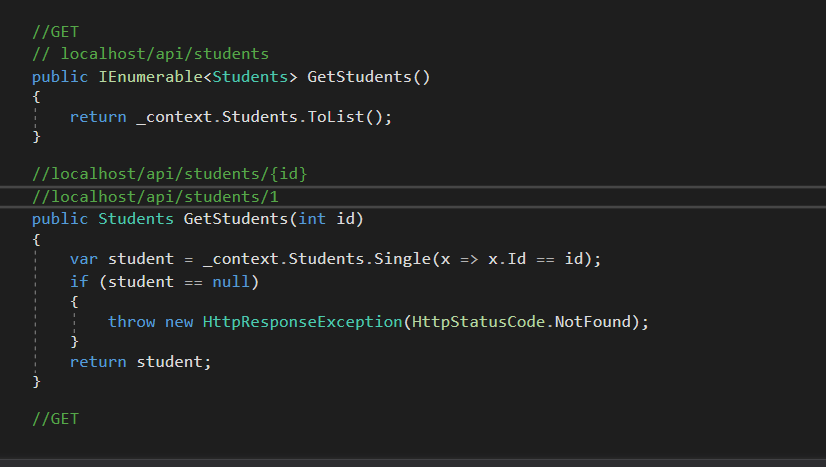 //GET
// localhost/api/students
public IEnumerable<Students> GetStudents()
{
return _context.Students.ToList();
}
//localhost/api/students/{id}
//localhost/api/students/1
public Students GetStudents(int id)
{
var student = _context.Students.Single(x => x.Id == id);
if (student == null)
{
throw new HttpResponseException(HttpStatusCode.NotFound);
}
return student;
}
//GET